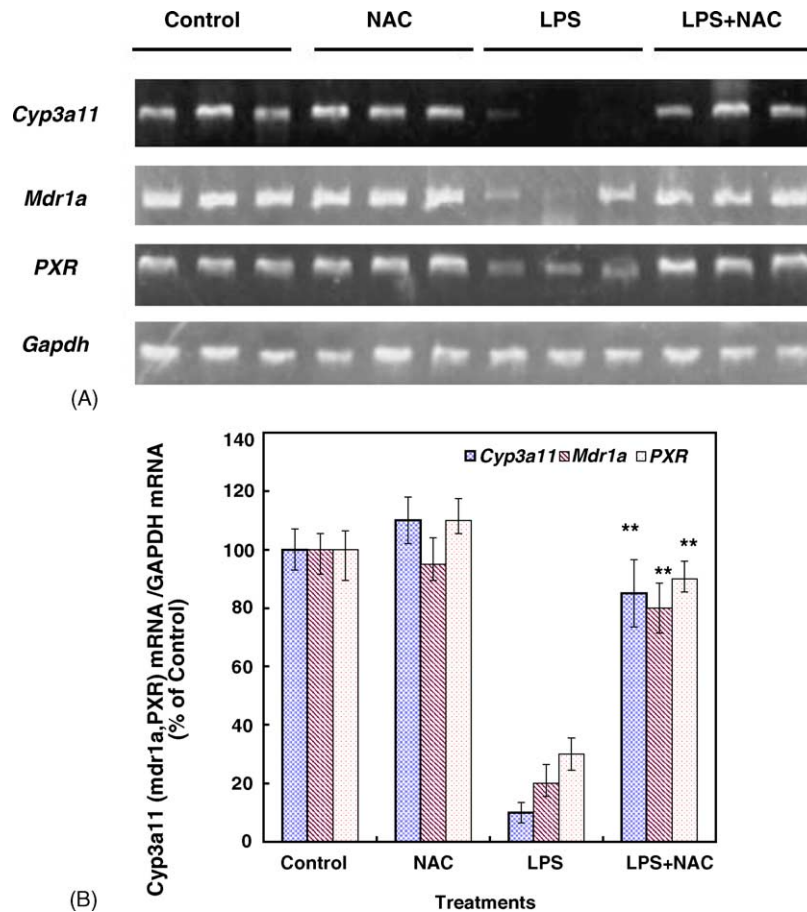 Control NAC LPS LPS+NAC
Cyp3a11
Mdr1a
PXR
Gapdh
(A)
Cyp3a11 (mdr1a,PXR) mRNA /GAPDH mRNA
(% of Control)
140
120
100
80
60
40
20
0
Cyp3a11 Mdr1a PXR
**
**
**
Control NAC LPS LPS+NAC
Treatments
(B)